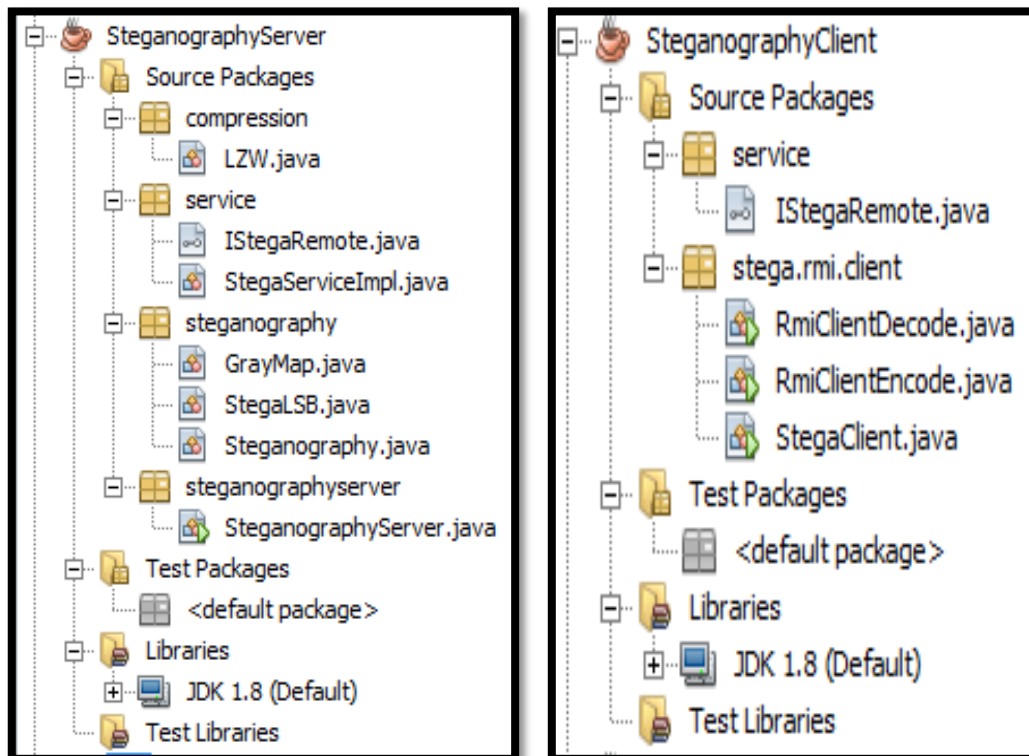 SteganographyServer
Source Packages
compression
LZW.java
service
IStegaRemote.java
StegaServiceImpl.java
steganography
GrayMap.java
StegaLSB.java
Steganography.java
steganographyserver
SteganographyServer.java
Test Packages
<default package>
Libraries
JDK 1.8 (Default)
Test Libraries
SteganographyClient
Source Packages
service
IStegaRemote.java
stega.rmi.client
RmiClientDecode.java
RmiClientEncode.java
StegaClient.java
Test Packages
<default package>
Libraries
JDK 1.8 (Default)
Test Libraries